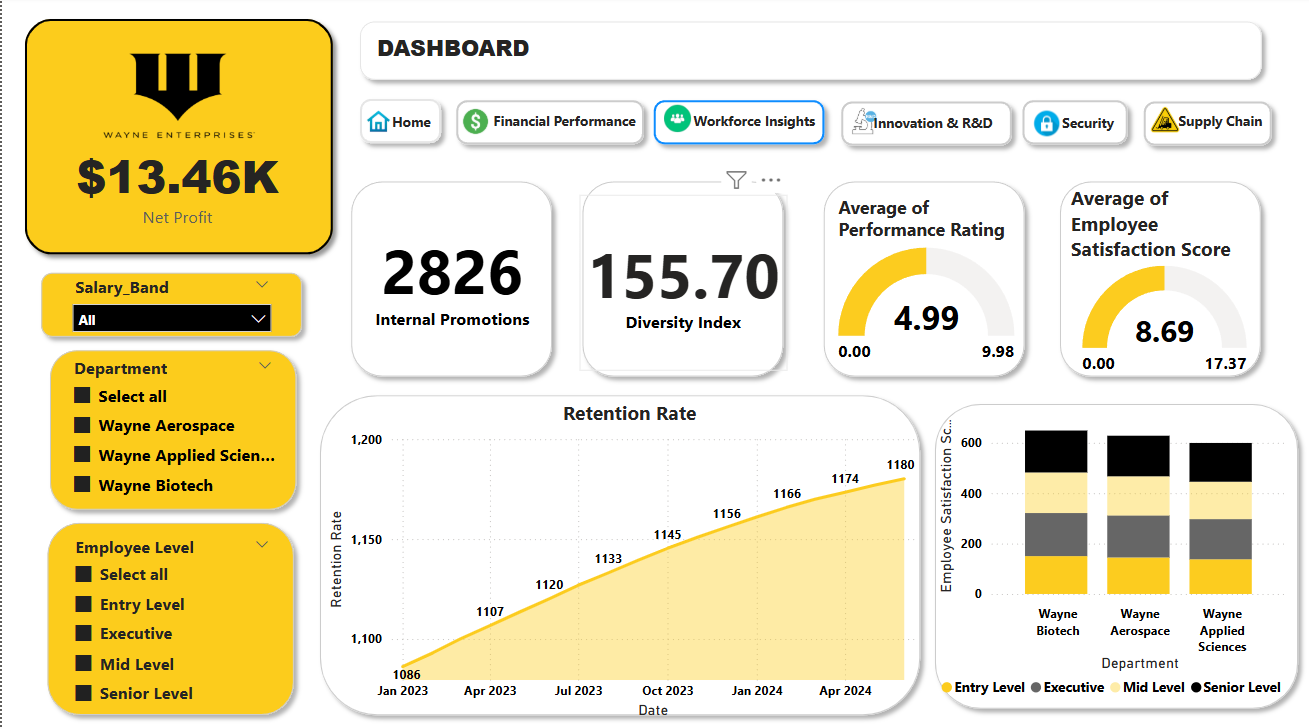 WAYNE ENTERPRISES
$13.46K
Net Profit
DASHBOARD
Home
Financial Performance
Workforce Insights
Innovation & R&D
Security
Supply Chain
Salary_Band
All
Department
Select all
Wayne Aerospace
Wayne Applied Scien...
Wayne Biotech
Employee Level
Select all
Entry Level
Executive
Mid Level
Senior Level
2826
Internal Promotions
155.70
Diversity Index
Average of
Performance Rating
4.99
0.00
9.98
Average of
Employee
Satisfaction Score
8.69
0.00
17.37
Retention Rate
Retention Rate
1,200
1,150
1,100
1086
1107
1120
1133
1145
1156
1166
1174
1180
Jan 2023
Apr 2023
Jul 2023
Oct 2023
Jan 2024
Apr 2024
Date
Employee Satisfaction Sc...
600
400
200
0
Wayne
Biotech
Wayne
Aerospace
Wayne
Applied
Sciences
Department
Entry Level
Executive
Mid Level
Senior Level